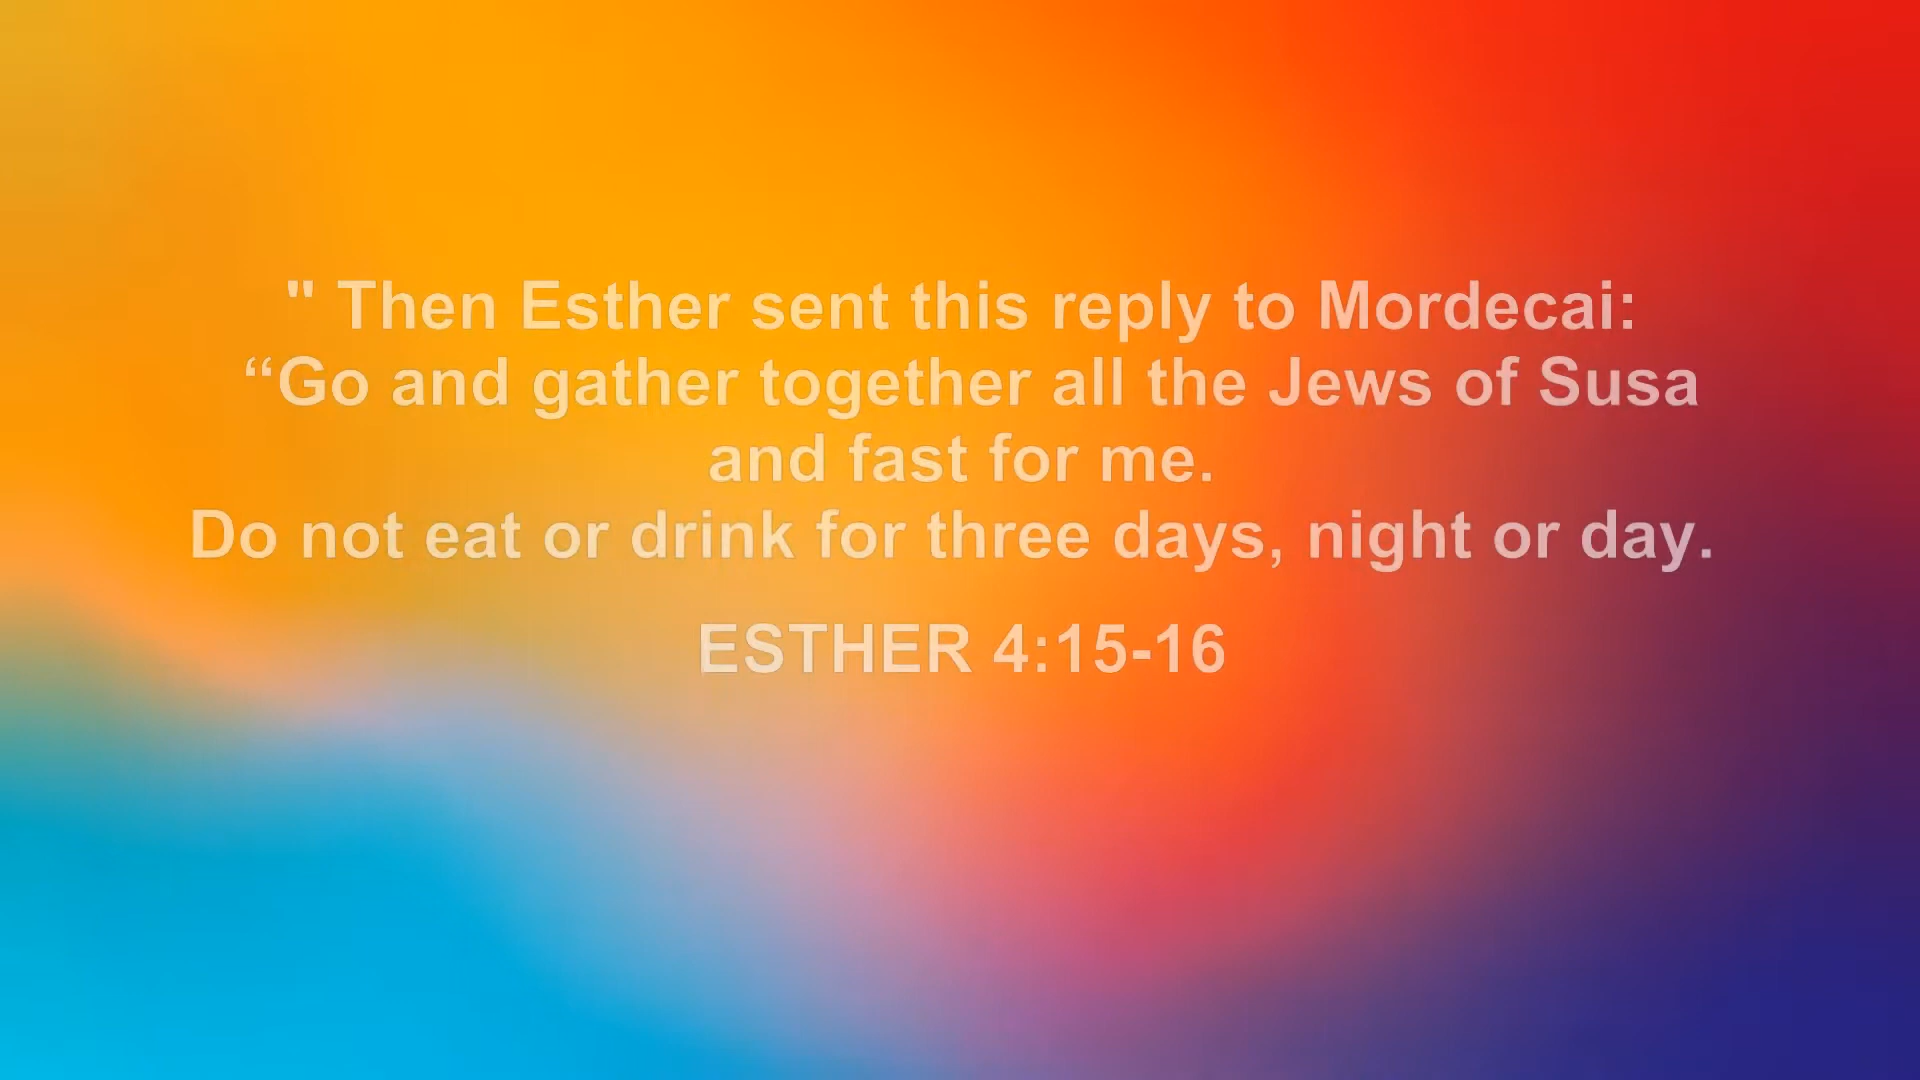 " Then Esther sent this reply to Mordecai:
“Go and gather together all the Jews of Susa
and fast for me.
Do not eat or drink for three days, night or day.
ESTHER 4:15-16